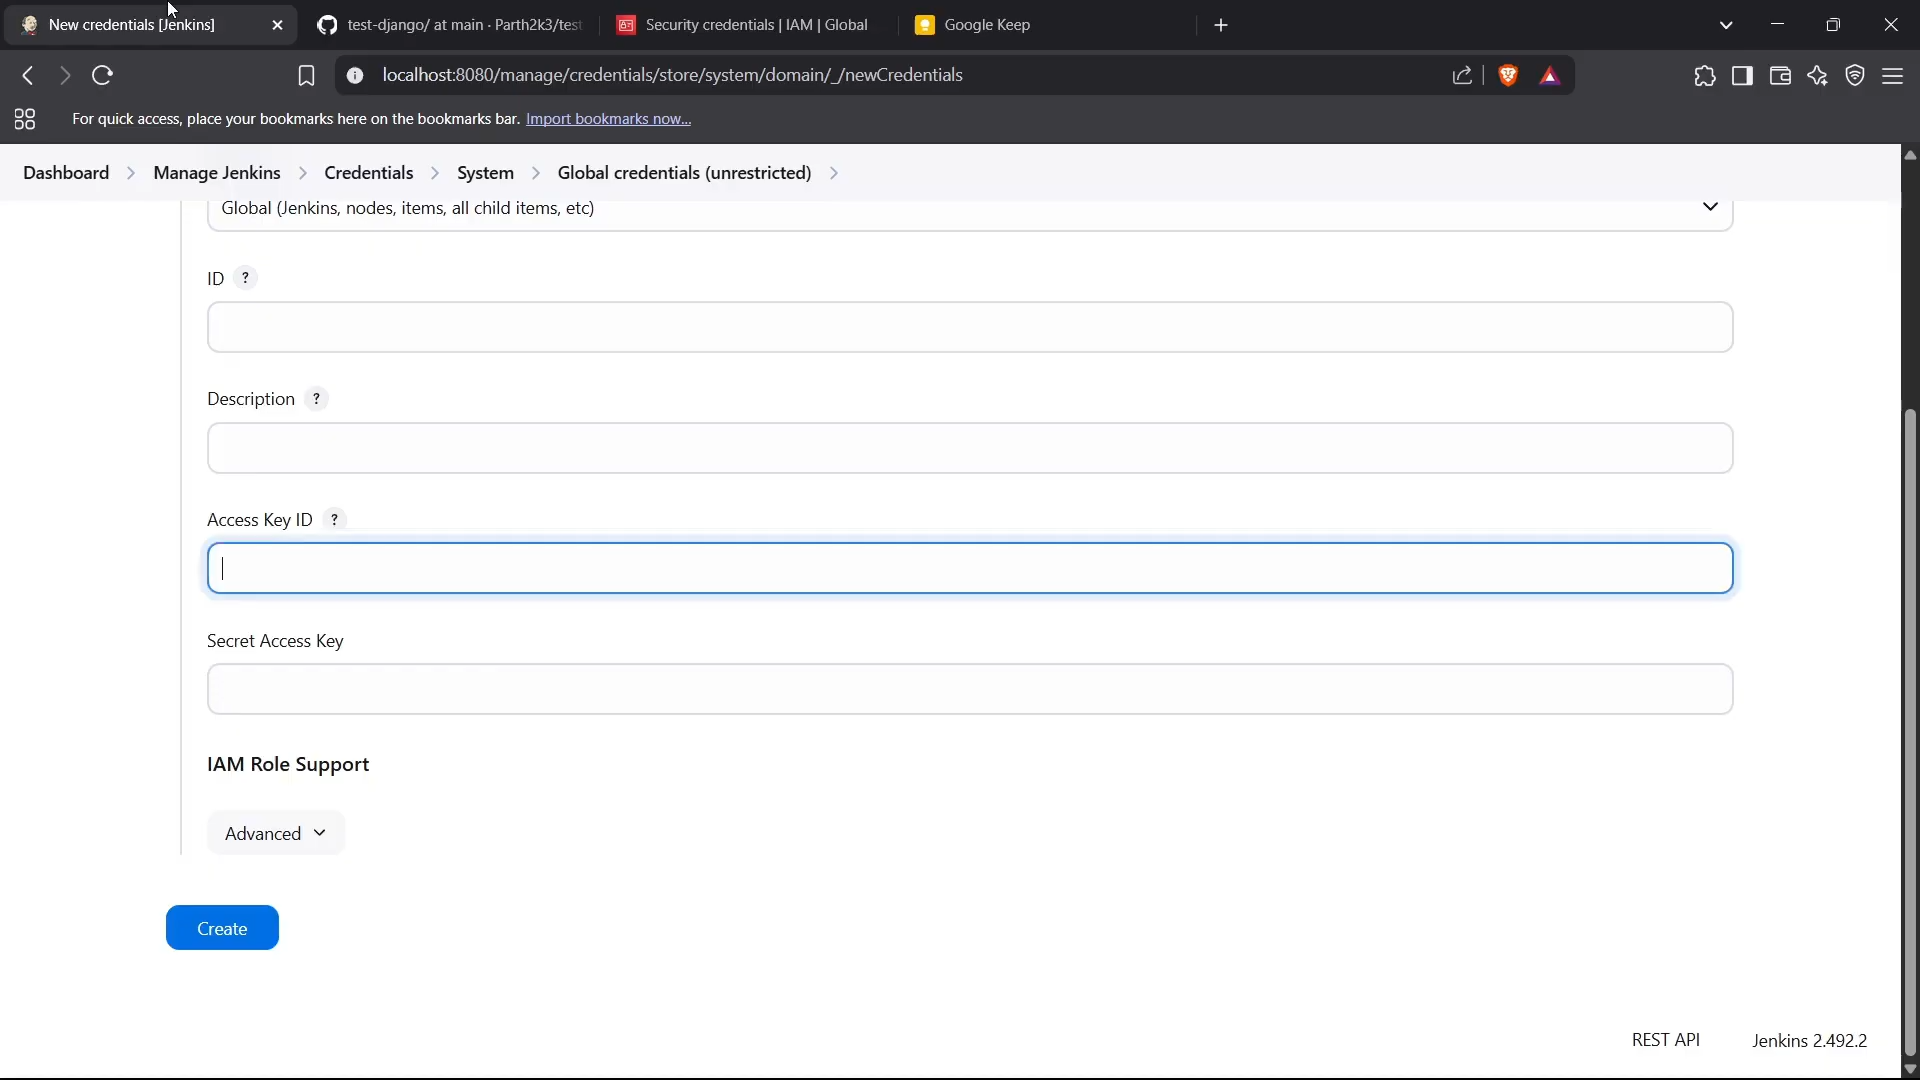 New credentials [Jenkins]
test-django/ at main · Parth2k3/test
Security credentials | IAM | Global
Google Keep
localhost:8080/manage/credentials/store/system/domain/_/newCredentials
For quick access, place your bookmarks here on the bookmarks bar. Import bookmarks now...
Dashboard > Manage Jenkins > Credentials > System > Global credentials (unrestricted) >
Global (Jenkins, nodes, items, all child items, etc)
ID ?
Description ?
Access Key ID ?
Secret Access Key
IAM Role Support
Advanced
Create
REST API Jenkins 2.492.2